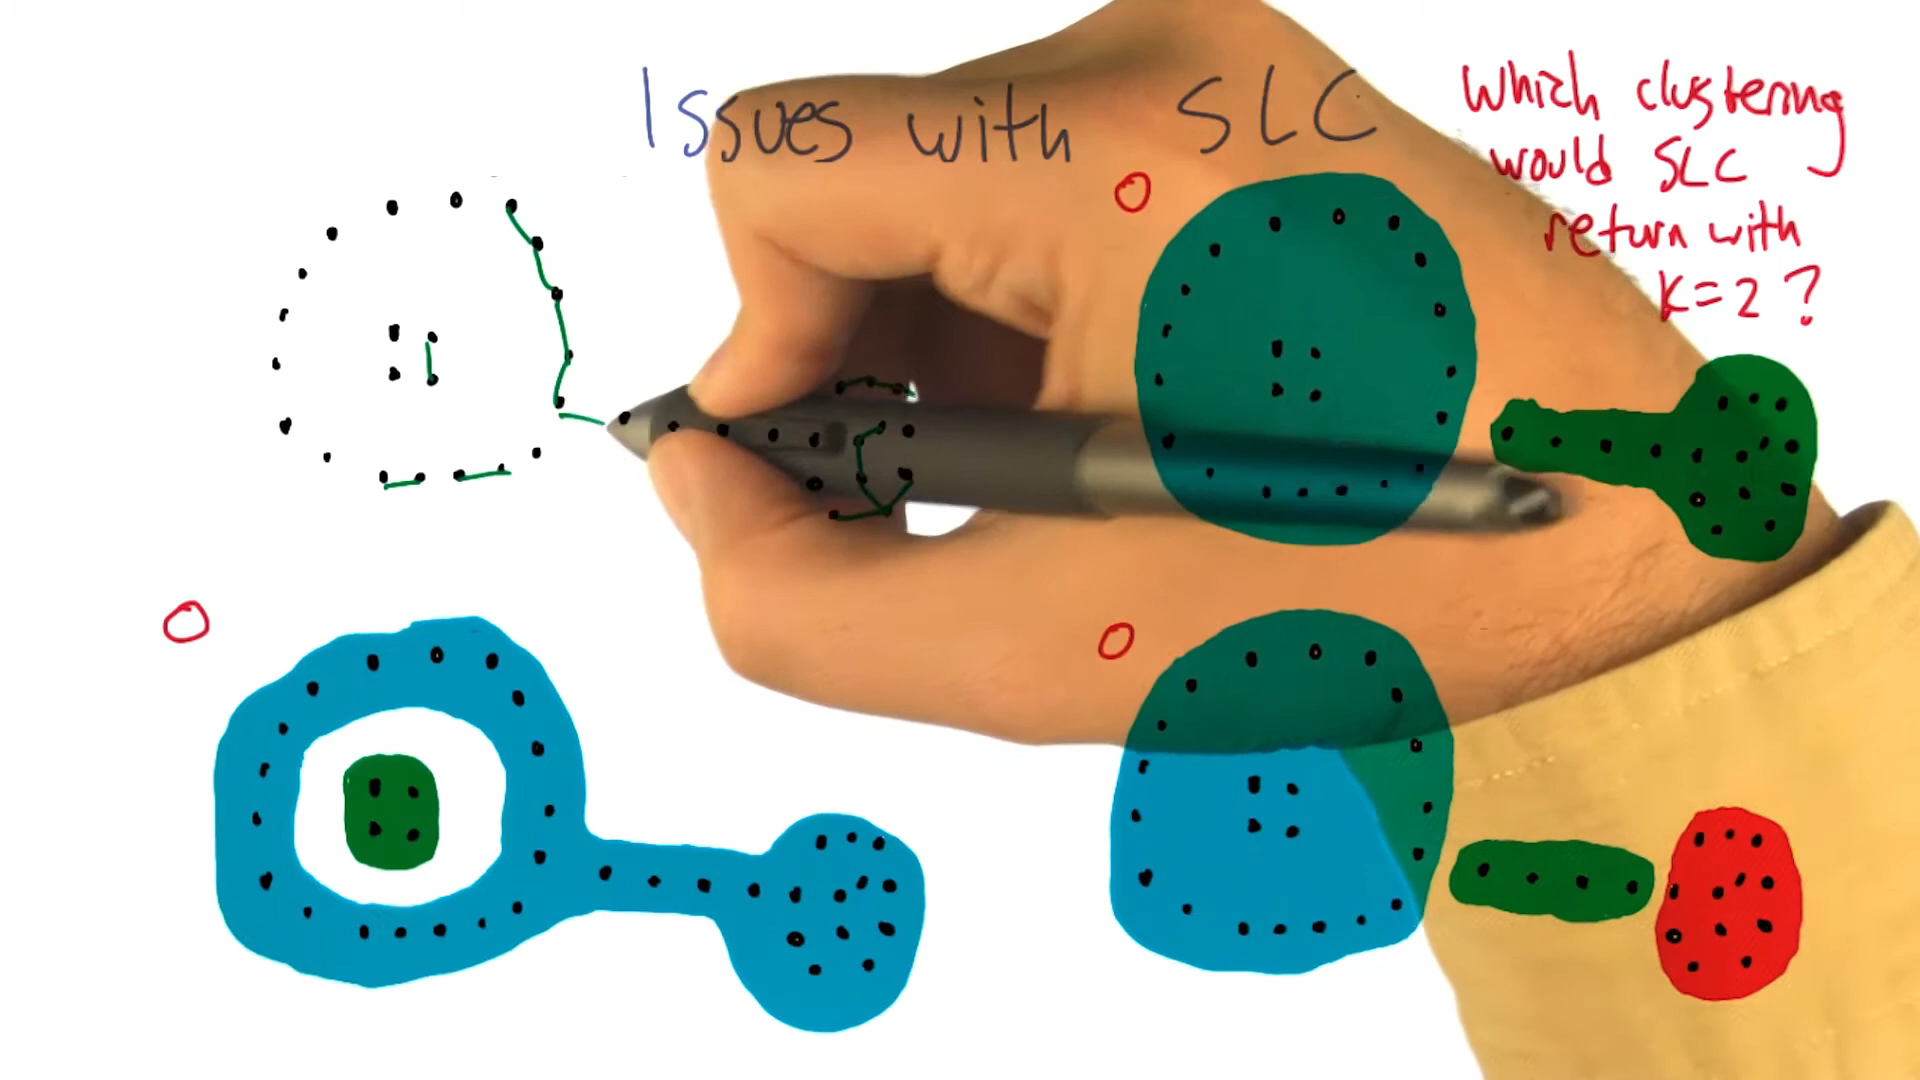 Issues with SLC
Which clustering
would SLC
return with
K=2?